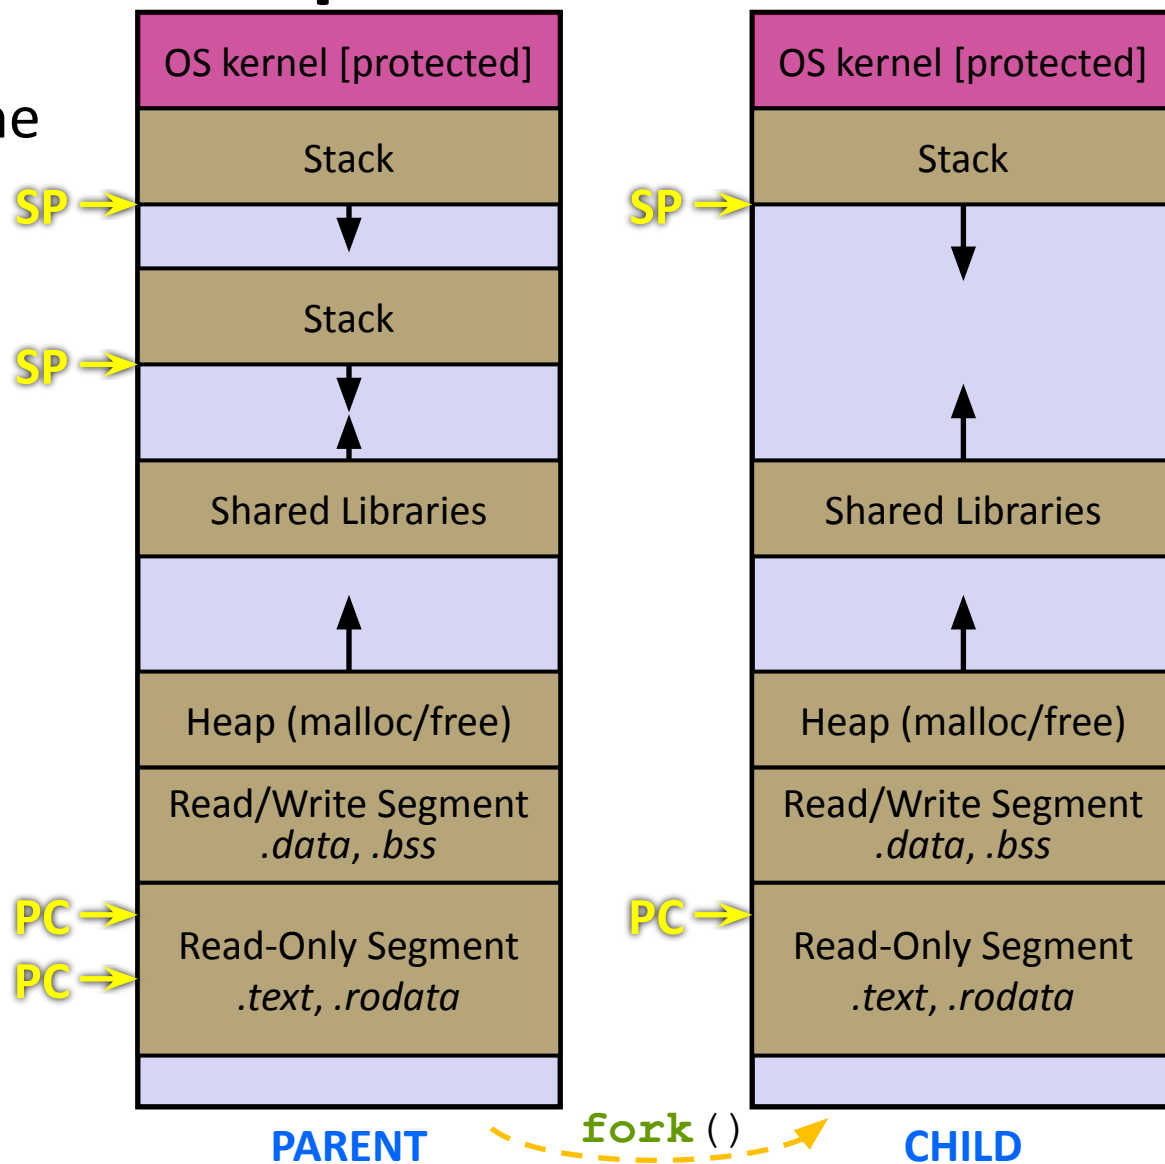 ne
OS kernel [protected]
Stack
SP
Stack
SP
Shared Libraries
Heap (malloc/free)
Read/Write Segment
.data, .bss
PC
Read-Only Segment
PC
.text, .rodata
PARENT
OS kernel [protected]
Stack
SP
Shared Libraries
Heap (malloc/free)
Read/Write Segment
.data, .bss
PC
Read-Only Segment
.text, .rodata
fork()
CHILD